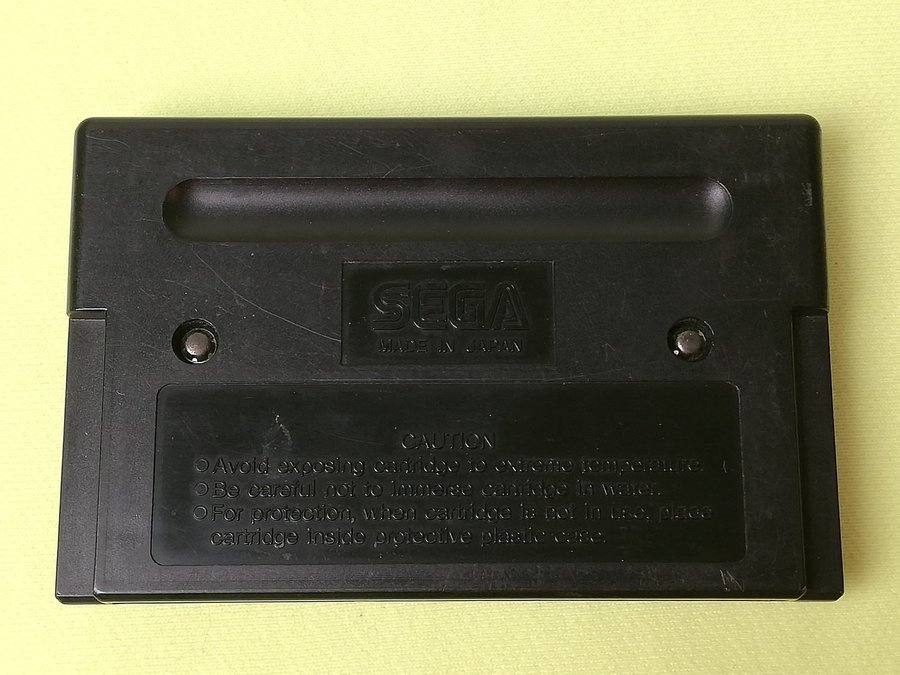 SEGA
MADE IN JAPAN
CAUTION
○Avoid exposing cartridge to extreme temperature.
○Be careful not to immerse cartridge in water.
○For protection, when cartridge is not in use, place
cartridge inside protective plastic case.